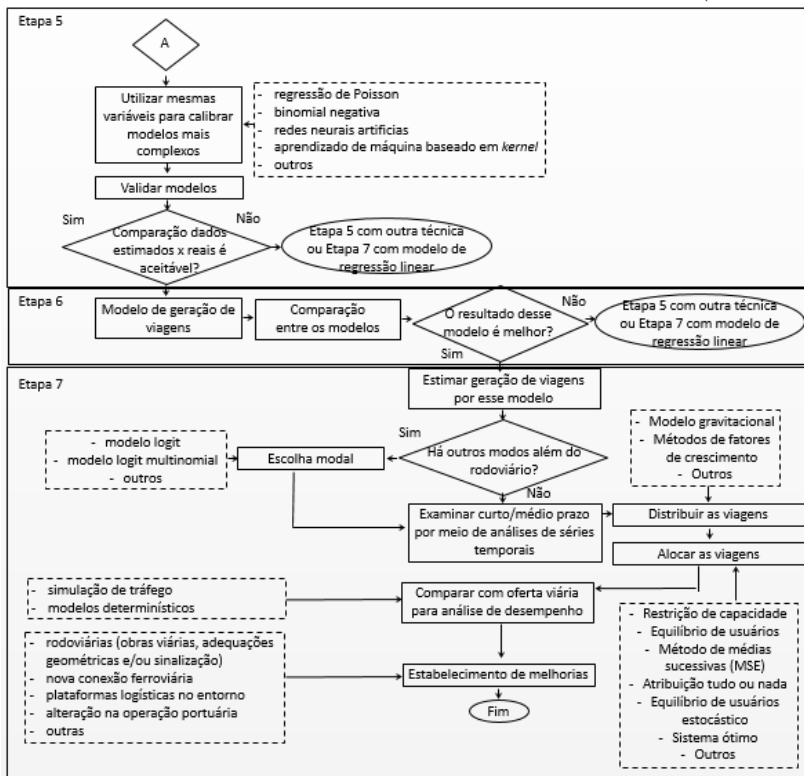 Etapa 5
A
Utilizar mesmas
variáveis para calibrar
modelos mais
complexos
- regressão de Poisson
- binomial negativa
- redes neurais artificias
- aprendizado de máquina baseado em kernel
- outros
Validar modelos
Sim
Não
Comparação dados
estimados x reais é
aceitável?
Etapa 5 com outra técnica
ou Etapa 7 com modelo de
regressão linear
Etapa 6
Modelo de geração de
viagens
Comparação
entre os modelos
O resultado desse
modelo é melhor?
Não
Sim
Etapa 5 com outra técnica
ou Etapa 7 com modelo de
regressão linear
Etapa 7
Estimar geração de viagens
por esse modelo
- modelo logit
- modelo logit multinomial
- outros
Escolha modal
Sim
Há outros modos além do
rodoviário?
Não
- Modelo gravitacional
- Métodos de fatores
de crescimento
- Outros
Examinar curto/médio prazo
por meio de análises de séries
temporais
Distribuir as viagens
Alocar as viagens
- simulação de tráfego
- modelos determinísticos
Comparar com oferta viária
para análise de desempenho
- Restrição de capacidade
- Equilíbrio de usuários
- Método de médias
sucessivas (MSE)
- Atribuição tudo ou nada
- Equilíbrio de usuários
estocástico
- Sistema ótimo
- Outros
- rodoviárias (obras viárias, adequações
geométricas e/ou sinalização)
- nova conexão ferroviária
- plataformas logísticas no entorno
- alteração na operação portuária
- outras
Estabelecimento de melhorias
Fim